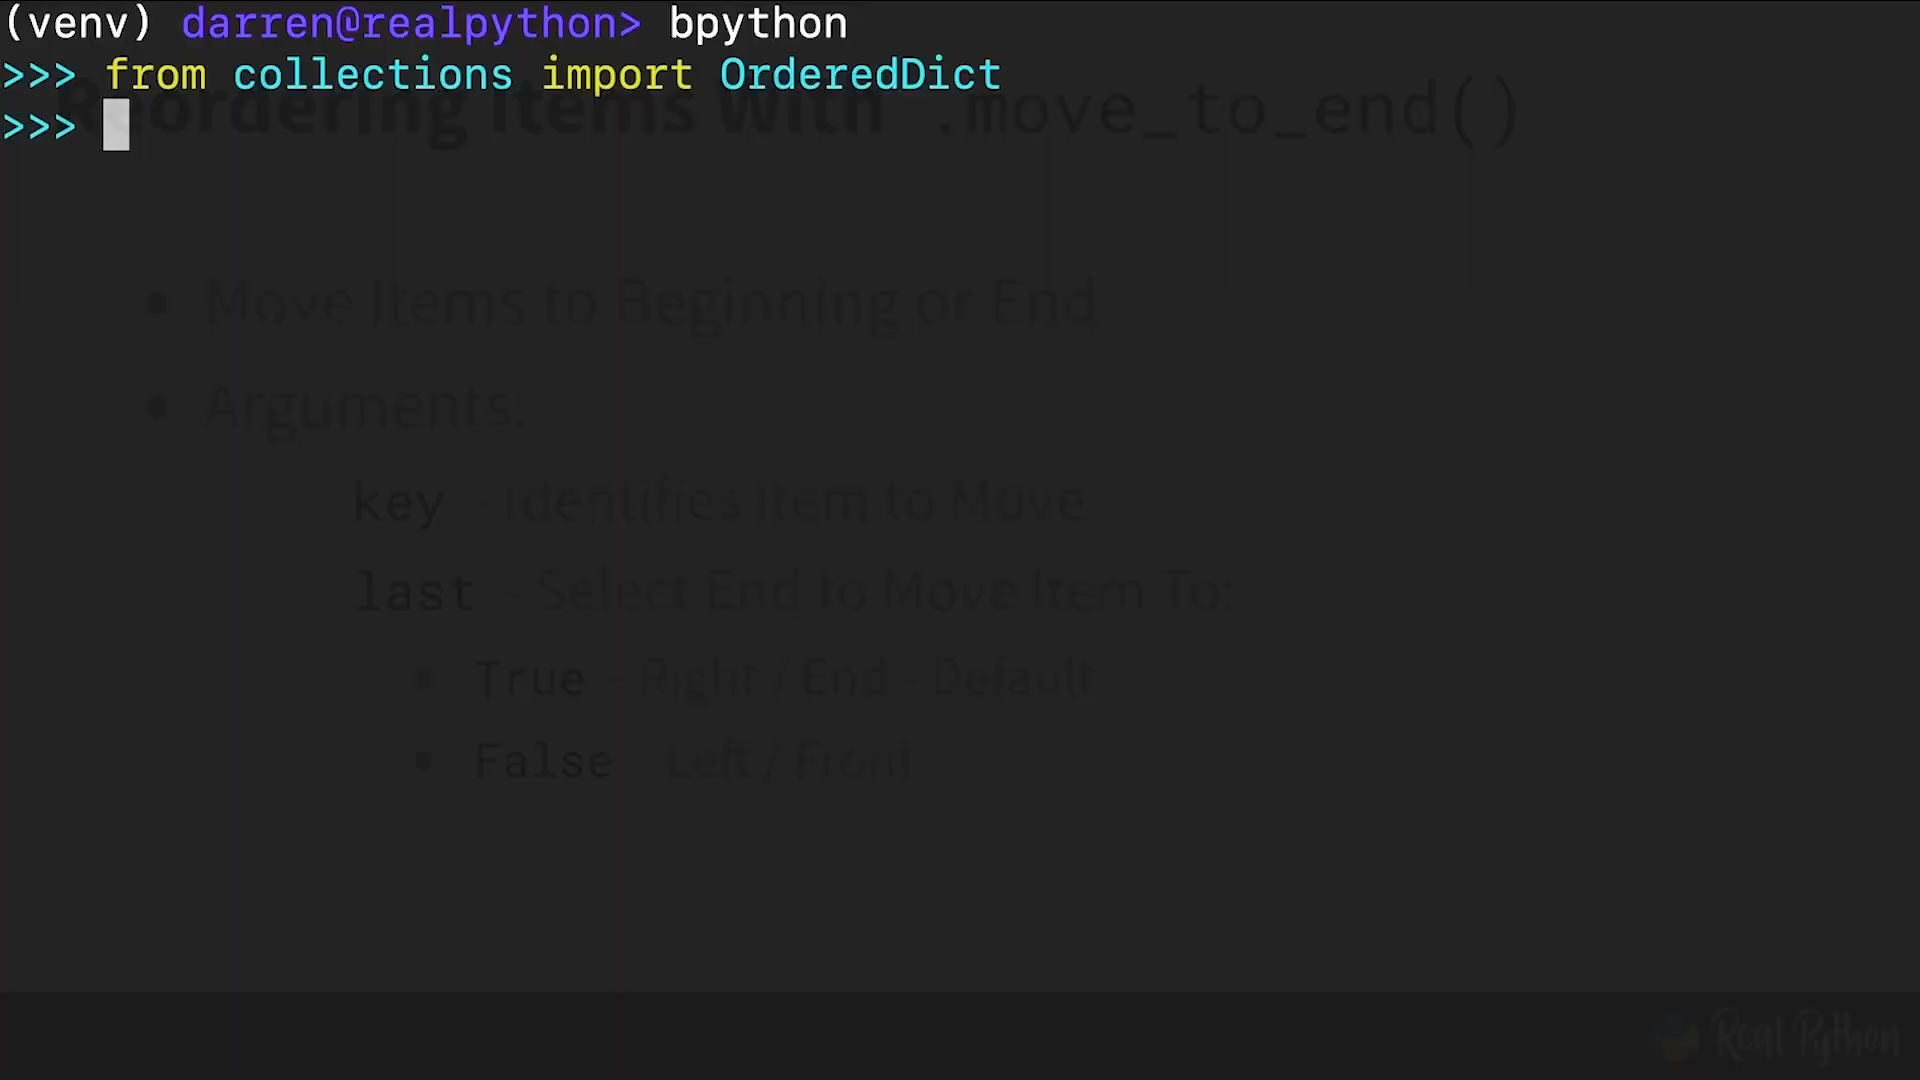 (venv) darren@realpython> bpython
>>> from collections import OrderedDict
>>>
Reordering Items With .move_to_end()
• Move Items to Beginning or End
• Arguments:
key - Identifies Item to Move
last - Select End to Move Item To:
▪ True - Right / End - Default
▪ False - Left / Front
Real Python